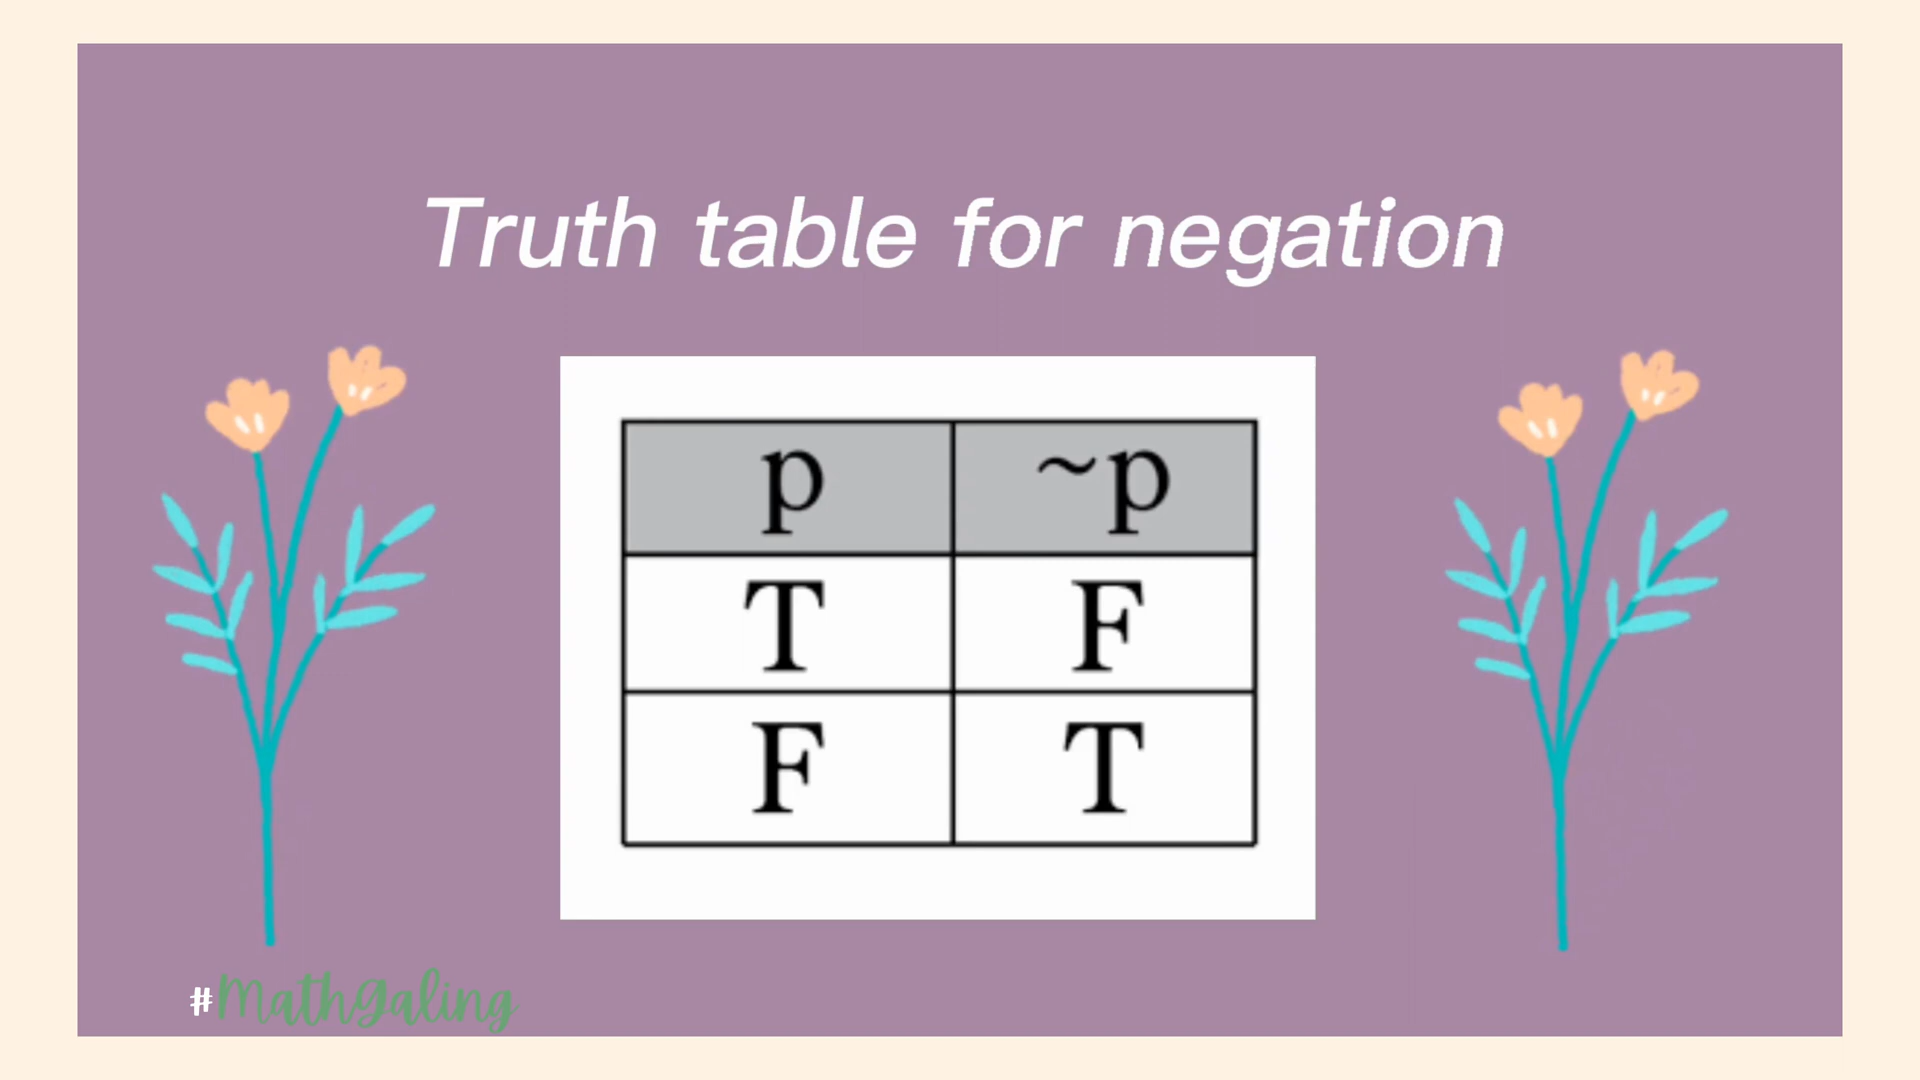 Truth table for negation
p ~p
T F
F T
#MathGaling